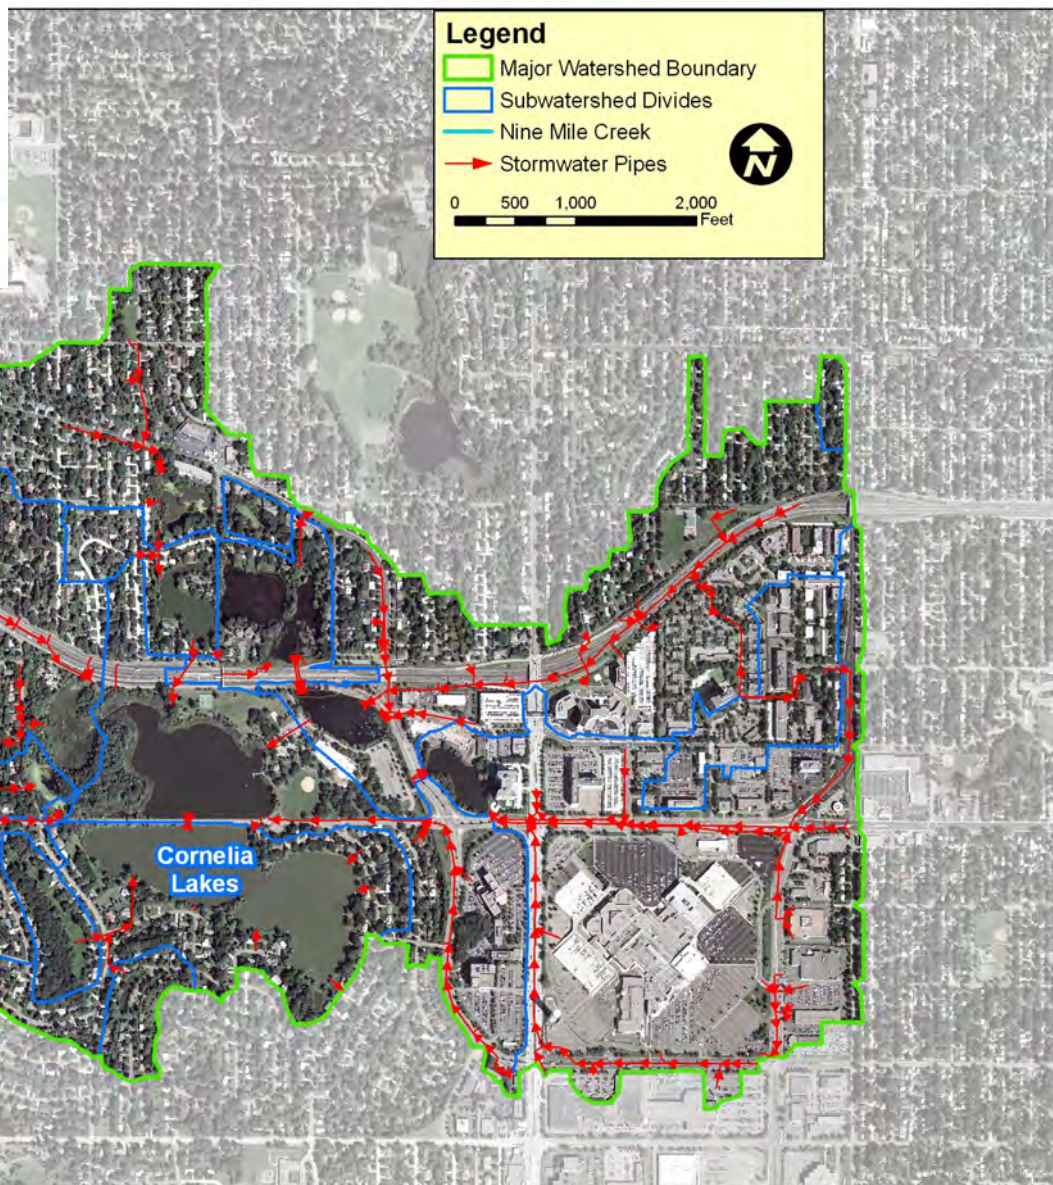 Legend
Major Watershed Boundary
Subwatershed Divides
Nine Mile Creek
Stormwater Pipes
N
0 500 1,000 2,000
Feet
Cornelia
Lakes